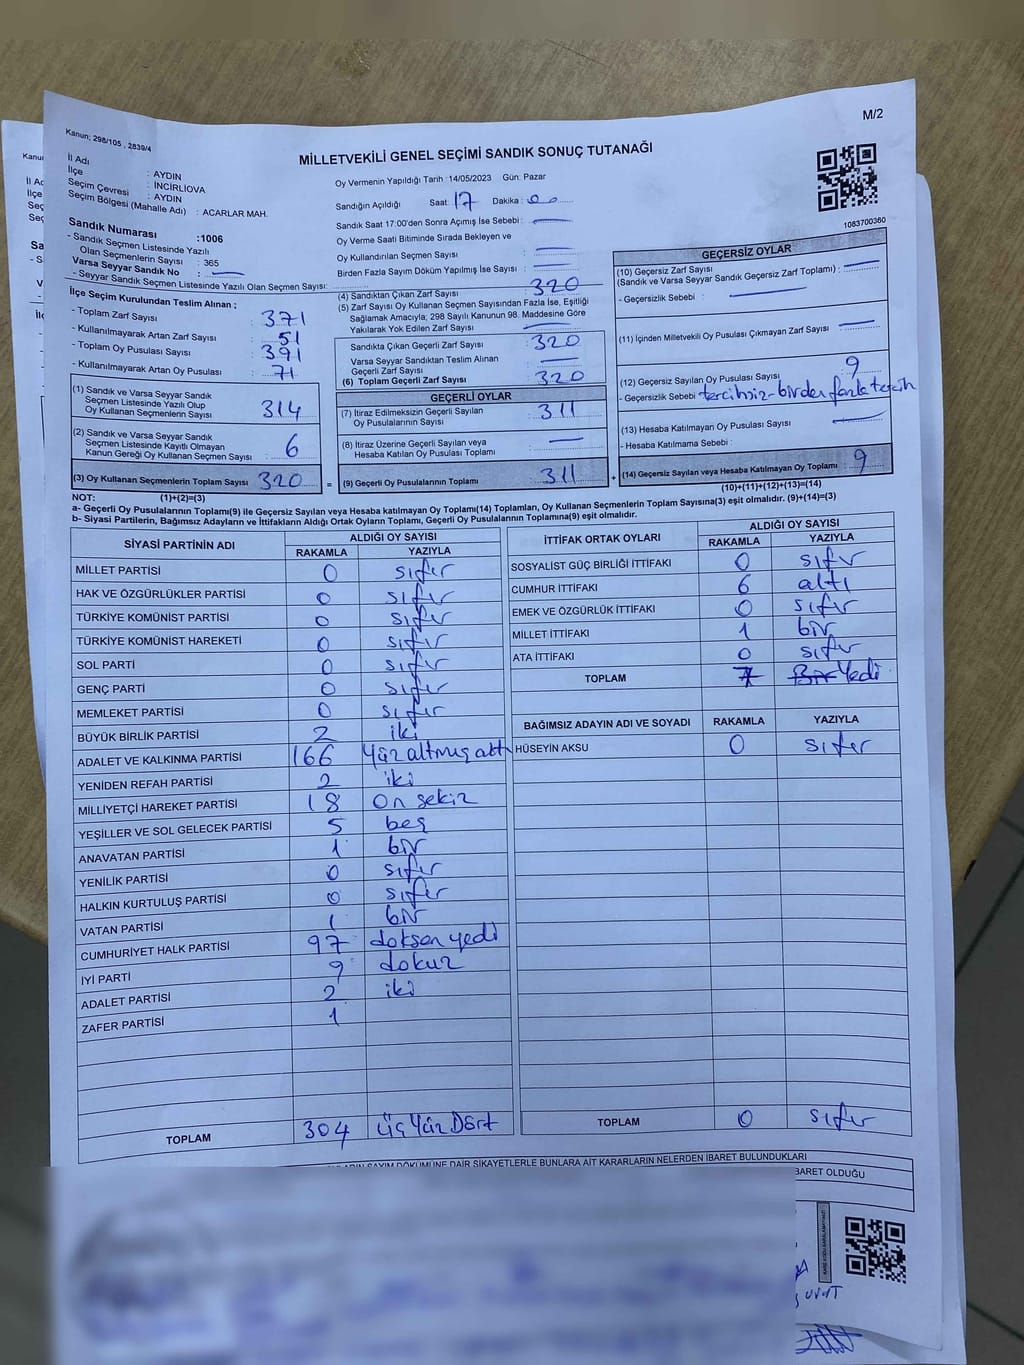 M/2
Kanun; 298/105 , 2839/4
MİLLETVEKİLİ GENEL SEÇİMİ SANDIK SONUÇ TUTANAĞI
İl Adı : AYDIN
İlçe : İNCİRLİOVA
Seçim Çevresi : AYDIN
Seçim Bölgesi (Mahalle Adı) : ACARLAR MAH.
Oy Vermenin Yapıldığı Tarih :14/05/2023 Gün: Pazar
Sandığın Açıldığı Saat: 17 Dakika : 00
Sandık Saat 17:00'den Sonra Açımış İse Sebebi :
Oy Verme Saati Bitiminde Sırada Bekleyen ve
Oy Kullandırılan Seçmen Sayısı :
Birden Fazla Sayım Döküm Yapılmış İse Sayısı :
1083700360
Sandık Numarası :1006
- Sandık Seçmen Listesinde Yazılı
Olan Seçmenlerin Sayısı : 365
Varsa Seyyar Sandık No :
- Seyyar Sandık Seçmen Listesinde Yazılı Olan Seçmen Sayısı:
İlçe Seçim Kurulundan Teslim Alınan ;
- Toplam Zarf Sayısı : 371
- Kullanılmayarak Artan Zarf Sayısı : 51
- Toplam Oy Pusulası Sayısı : 391
- Kullanılmayarak Artan Oy Pusulası : 71
(1) Sandık ve Varsa Seyyar Sandık
Seçmen Listesinde Yazılı Olup
Oy Kullanan Seçmenlerin Sayısı : 314
(2) Sandık ve Varsa Seyyar Sandık
Seçmen Listesinde Kayıtlı Olmayan
Kanun Gereği Oy Kullanan Seçmen Sayısı : 6
(3) Oy Kullanan Seçmenlerin Toplam Sayısı : 320
(4) Sandıktan Çıkan Zarf Sayısı : 320
(5) Zarf Sayısı Oy Kullanan Seçmen Sayısından Fazla İse, Eşitliği
Sağlamak Amacıyla; 298 Sayılı Kanunun 98. Maddesine Göre
Yakılarak Yok Edilen Zarf Sayısı :
Sandıkta Çıkan Geçerli Zarf Sayısı : 320
Varsa Seyyar Sandıktan Teslim Alınan
Geçerli Zarf Sayısı :
(6) Toplam Geçerli Zarf Sayısı : 320
GEÇERLİ OYLAR
(7) İtiraz Edilmeksizin Geçerli Sayılan
Oy Pusulalarının Sayısı : 311
(8) İtiraz Üzerine Geçerli Sayılan veya
Hesaba Katılan Oy Pusulası Toplamı :
= (9) Geçerli Oy Pusulalarının Toplamı : 311
GEÇERSİZ OYLAR
(10) Geçersiz Zarf Sayısı
(Sandık ve Varsa Seyyar Sandık Geçersiz Zarf Toplamı) :
- Geçersizlik Sebebi :
(11) İçinden Milletvekili Oy Pusulası Çıkmayan Zarf Sayısı :
(12) Geçersiz Sayılan Oy Pusulası Sayısı : 9
- Geçersizlik Sebebi : tercihsiz-birden fazla tercih
(13) Hesaba Katılmayan Oy Pusulası Sayısı :
- Hesaba Katılmama Sebebi :
+ (14) Geçersiz Sayılan veya Hesaba Katılmayan Oy Toplamı : 9
(10)+(11)+(12)+(13)=(14)
NOT: (1)+(2)=(3)
a- Geçerli Oy Pusulalarının Toplamı(9) ile Geçersiz Sayılan veya Hesaba katılmayan Oy Toplamı(14) Toplamları, Oy Kullanan Seçmenlerin Toplam Sayısına(3) eşit olmalıdır. (9)+(14)=(3)
b- Siyasi Partilerin, Bağımsız Adayların ve İttifakların Aldığı Ortak Oyların Toplamı, Geçerli Oy Pusulalarının Toplamına(9) eşit olmalıdır.
SİYASİ PARTİNİN ADI ALDIĞI OY SAYISI
RAKAMLA YAZIYLA
MİLLET PARTİSİ 0 sıfır
HAK VE ÖZGÜRLÜKLER PARTİSİ 0 sıfır
TÜRKİYE KOMÜNİST PARTİSİ 0 sıfır
TÜRKİYE KOMÜNİST HAREKETİ 0 sıfır
SOL PARTİ 0 sıfır
GENÇ PARTİ 0 sıfır
MEMLEKET PARTİSİ 0 sıfır
BÜYÜK BİRLİK PARTİSİ 2 iki
ADALET VE KALKINMA PARTİSİ 166 Yüz altmış altı
YENİDEN REFAH PARTİSİ 2 iki
MİLLİYETÇİ HAREKET PARTİSİ 18 On sekiz
YEŞİLLER VE SOL GELECEK PARTİSİ 5 beş
ANAVATAN PARTİSİ 1 bir
YENİLİK PARTİSİ 0 sıfır
HALKIN KURTULUŞ PARTİSİ 0 sıfır
VATAN PARTİSİ 1 bir
CUMHURİYET HALK PARTİSİ 97 doksan yedi
İYİ PARTİ 9 dokuz
ADALET PARTİSİ 2 iki
ZAFER PARTİSİ 1
TOPLAM 304 Üç Yüz Dört
İTTİFAK ORTAK OYLARI ALDIĞI OY SAYISI
RAKAMLA YAZIYLA
SOSYALİST GÜÇ BİRLİĞİ İTTİFAKI 0 sıfır
CUMHUR İTTİFAKI 6 altı
EMEK VE ÖZGÜRLÜK İTTİFAKI 0 sıfır
MİLLET İTTİFAKI 1 bir
ATA İTTİFAKI 0 sıfır
TOPLAM 7 Bir Yedi
BAĞIMSIZ ADAYIN ADI VE SOYADI RAKAMLA YAZIYLA
HÜSEYİN AKSU 0 sıfır
TOPLAM 0 sıfır
SAYIM DÖKÜMÜNE DAİR ŞİKAYETLERLE BUNLARA AİT KARARLARIN NELERDEN İBARET BULUNDUKLARI
BARET OLDUĞU